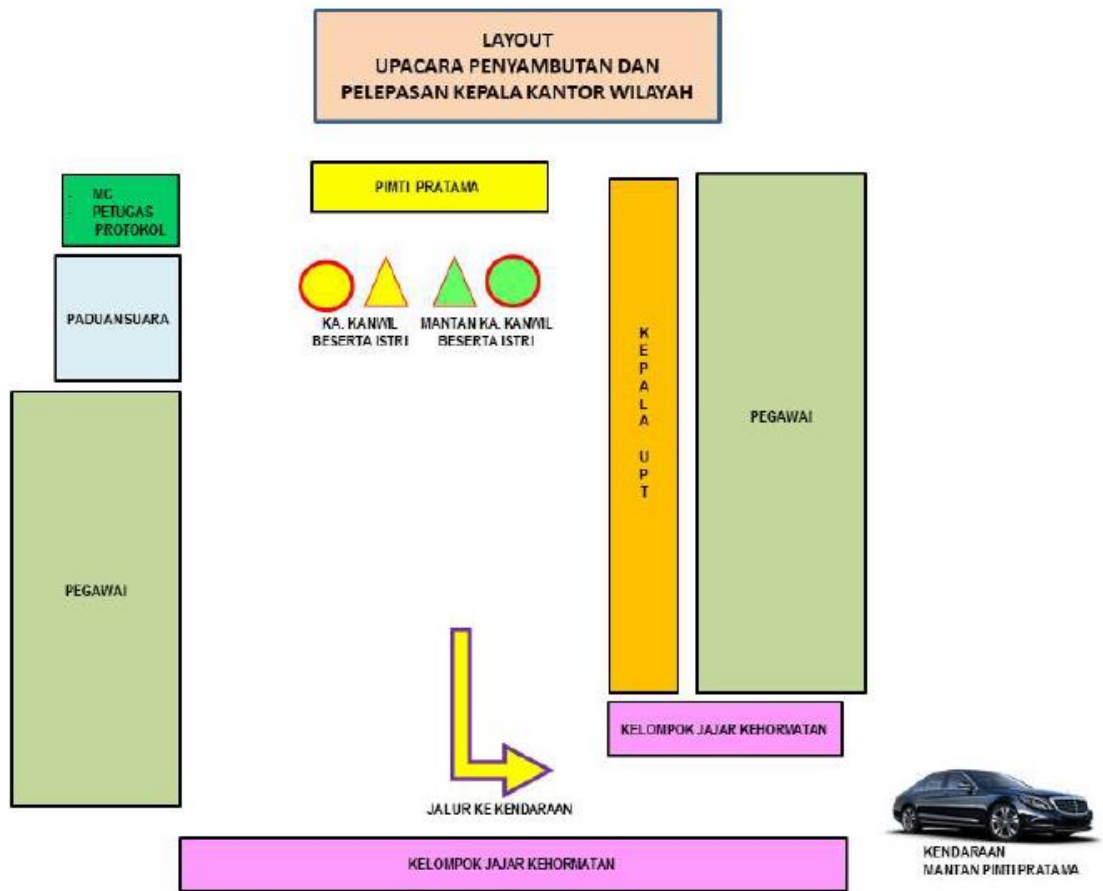 LAYOUT
UPACARA PENYAMBUTAN DAN
PELEPASAN KEPALA KANTOR WILAYAH
PIMTI PRATAMA
- MC
- PETUGAS
PROTOKOL
PADUAN SUARA
KA. KANWIL
BESERTA ISTRI
MANTAN KA. KANWIL
BESERTA ISTRI
KEPALA UPT
PEGAWAI
PEGAWAI
KELOMPOK JAJAR KEHORMATAN
JALUR KE KENDARAAN
KELOMPOK JAJAR KEHORMATAN
KENDARAAN
MANTAN PIMTI PRATAMA